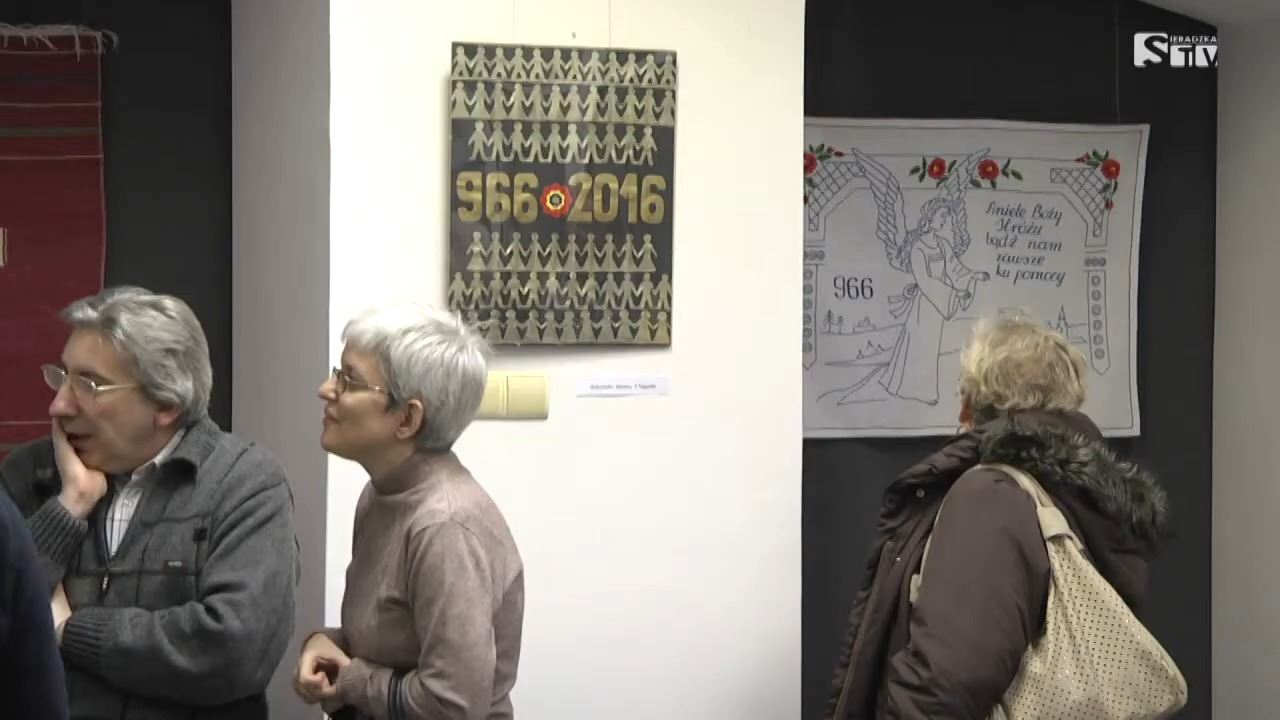 SIERADZKA
STV
966 2016
Aniele Boży
Stróżu
bądź nam
zawsze
ku pomocy
966